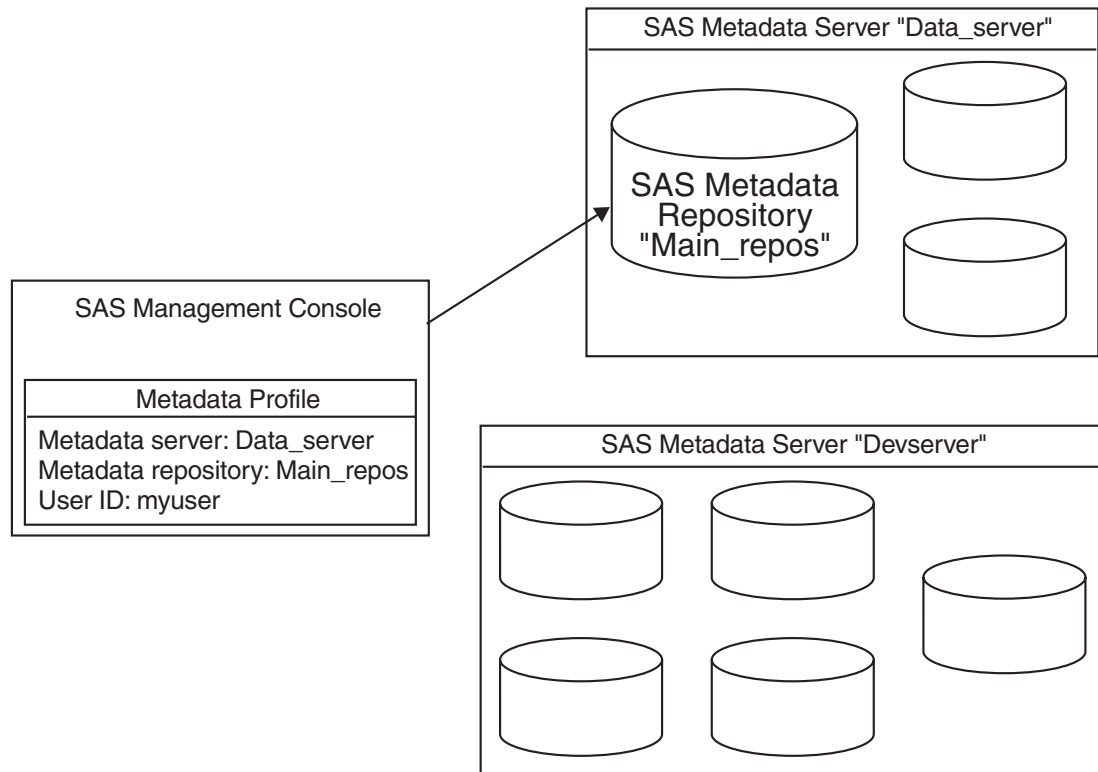 SAS Metadata Server "Data_server"
SAS Metadata
Repository
"Main_repos"
SAS Management Console
Metadata Profile
Metadata server: Data_server
Metadata repository: Main_repos
User ID: myuser
SAS Metadata Server "Devserver"